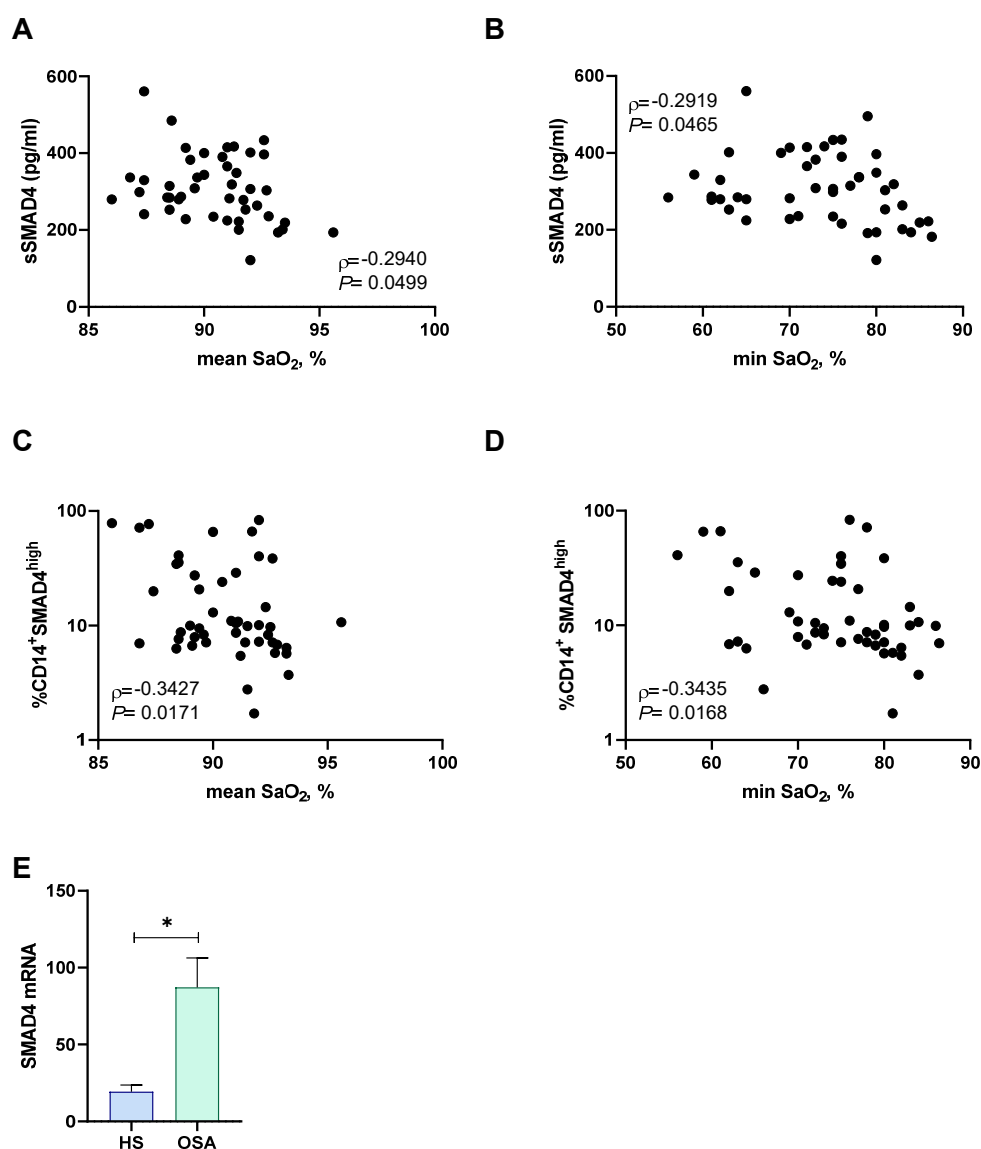 A
600
400
200
0
sSMAD4 (pg/ml)
ρ=-0.2940
P= 0.0499
85 90 95 100
mean SaO₂, %
B
600
400
200
0
sSMAD4 (pg/ml)
ρ=-0.2919
P= 0.0465
50 60 70 80 90
min SaO₂, %
C
100
10
1
%CD14⁺SMAD4ʰⁱᵍʰ
ρ=-0.3427
P= 0.0171
85 90 95 100
mean SaO₂, %
D
100
10
1
%CD14⁺ SMAD4ʰⁱᵍʰ
ρ=-0.3435
P= 0.0168
50 60 70 80 90
min SaO₂, %
E
150
100
50
0
SMAD4 mRNA
*
HS OSA